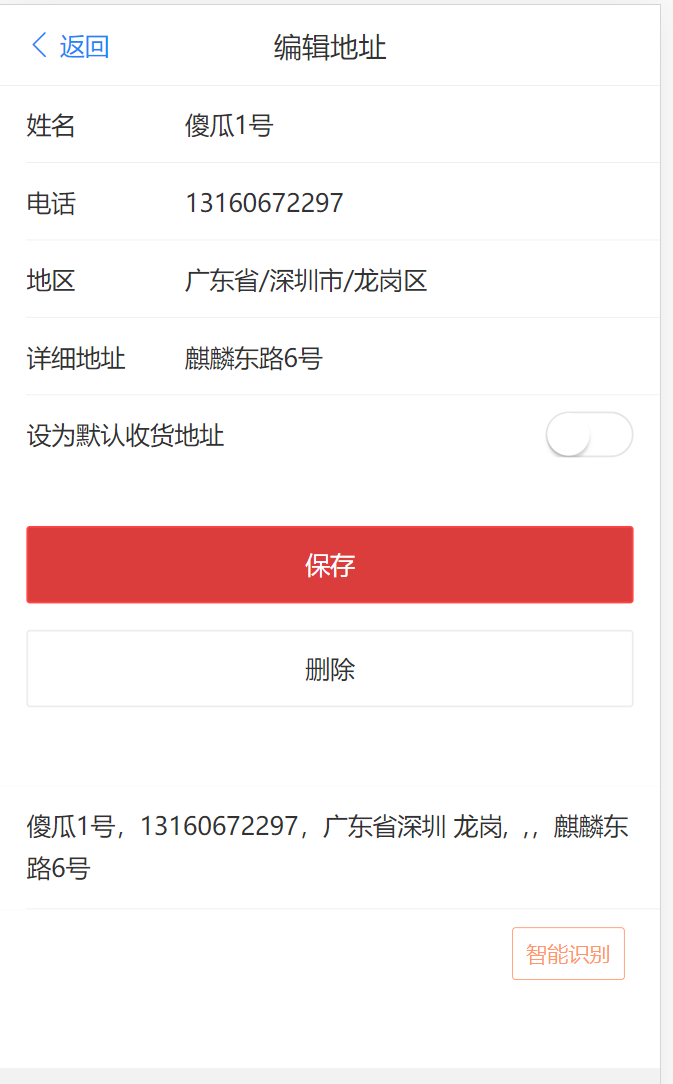 返回
编辑地址
姓名 傻瓜1号
电话 13160672297
地区 广东省/深圳市/龙岗区
详细地址 麒麟东路6号
设为默认收货地址
保存
删除
傻瓜1号，13160672297，广东省深圳 龙岗，,，麒麟东
路6号
智能识别